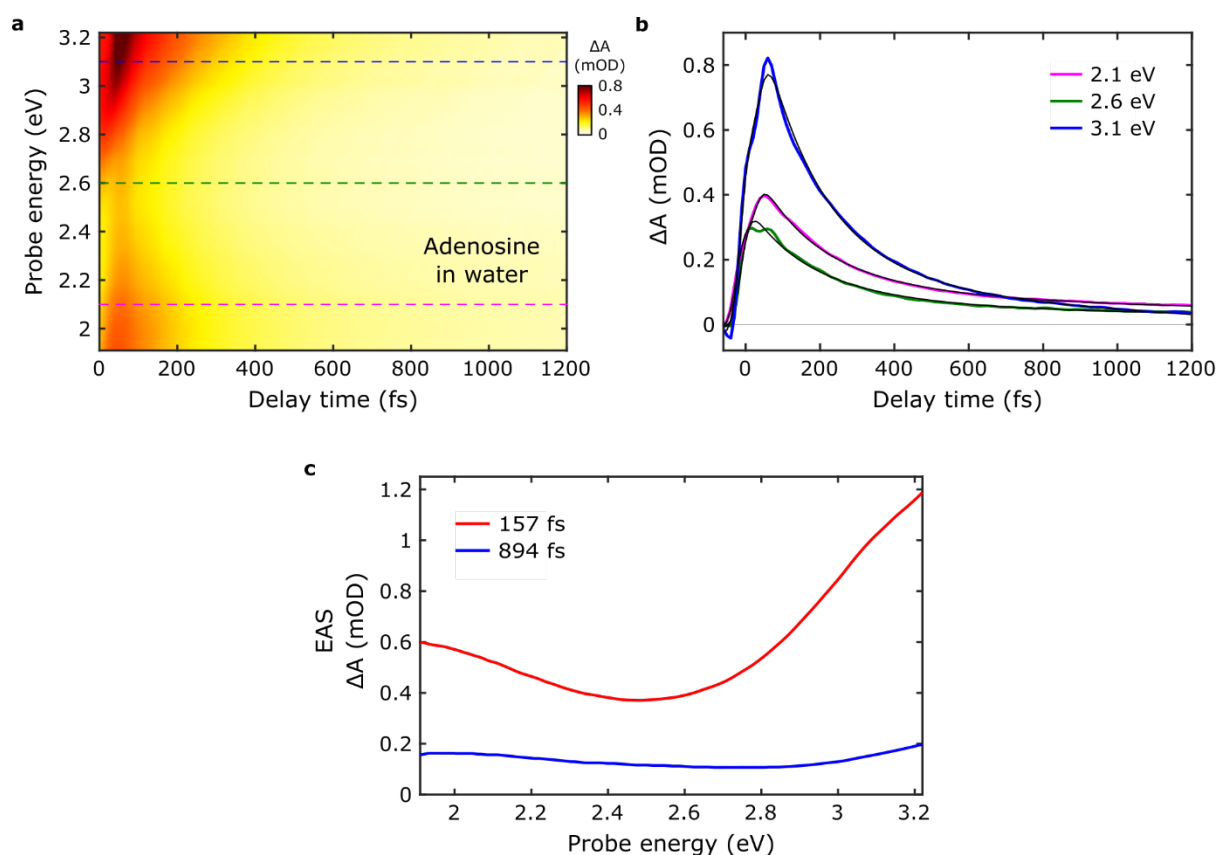 a
3.2
3
2.8
2.6
2.4
2.2
2
Probe energy (eV)
Adenosine
in water
0 200 400 600 800 1000 1200
Delay time (fs)
ΔA
(mOD)
0.8
0.4
0
b
0.8
0.6
0.4
0.2
0
ΔA (mOD)
2.1 eV
2.6 eV
3.1 eV
0 200 400 600 800 1000 1200
Delay time (fs)
c
1.2
1
0.8
0.6
0.4
0.2
0
EAS
ΔA (mOD)
157 fs
894 fs
2 2.2 2.4 2.6 2.8 3 3.2
Probe energy (eV)